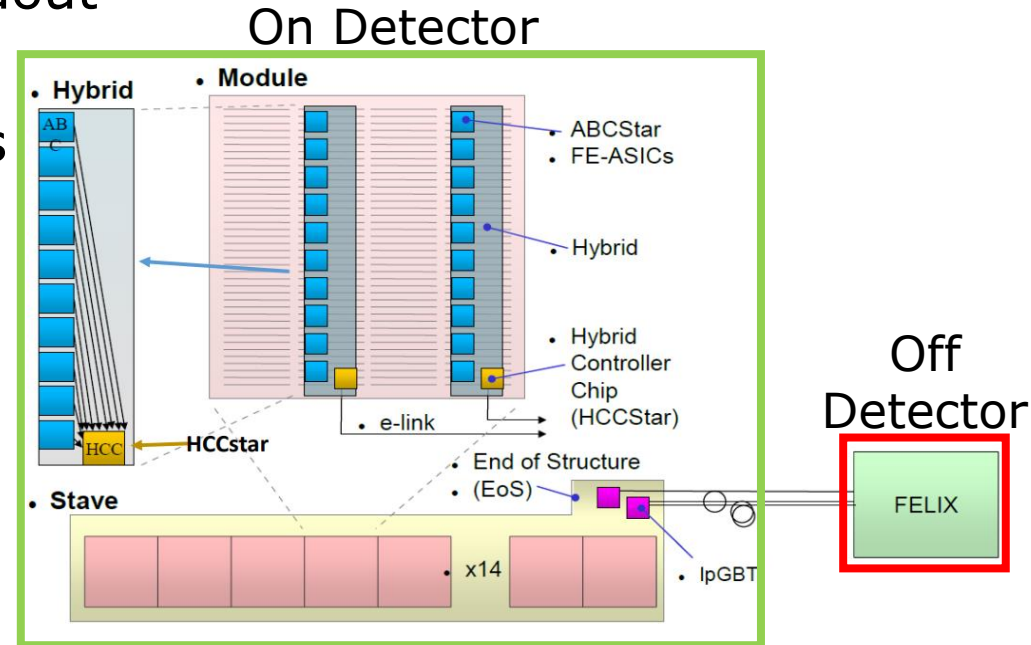 On Detector
• Hybrid
• Module
AB
C
• ABCStar
• FE-ASICs
• Hybrid
• Hybrid
Controller
Chip
(HCCStar)
• e-link
HCC
HCCstar
• End of Structure
• (EoS)
• Stave
• x14
• lpGBT
Off
Detector
FELIX